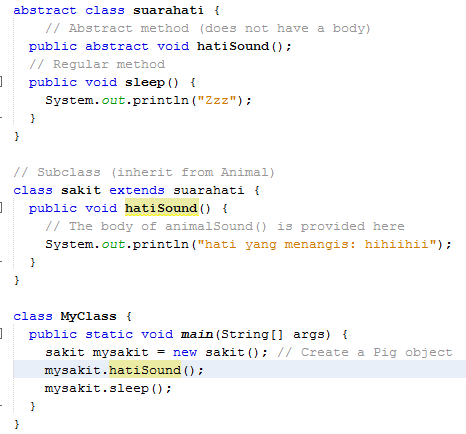 abstract class suarahati {
// Abstract method (does not have a body)
public abstract void hatiSound();
// Regular method
public void sleep() {
System.out.println("Zzz");
}
}
// Subclass (inherit from Animal)
class sakit extends suarahati {
public void hatiSound() {
// The body of animalSound() is provided here
System.out.println("hati yang menangis: hihiihii");
}
}
class MyClass {
public static void main(String[] args) {
sakit mysakit = new sakit(); // Create a Pig object
mysakit.hatiSound();
mysakit.sleep();
}
}